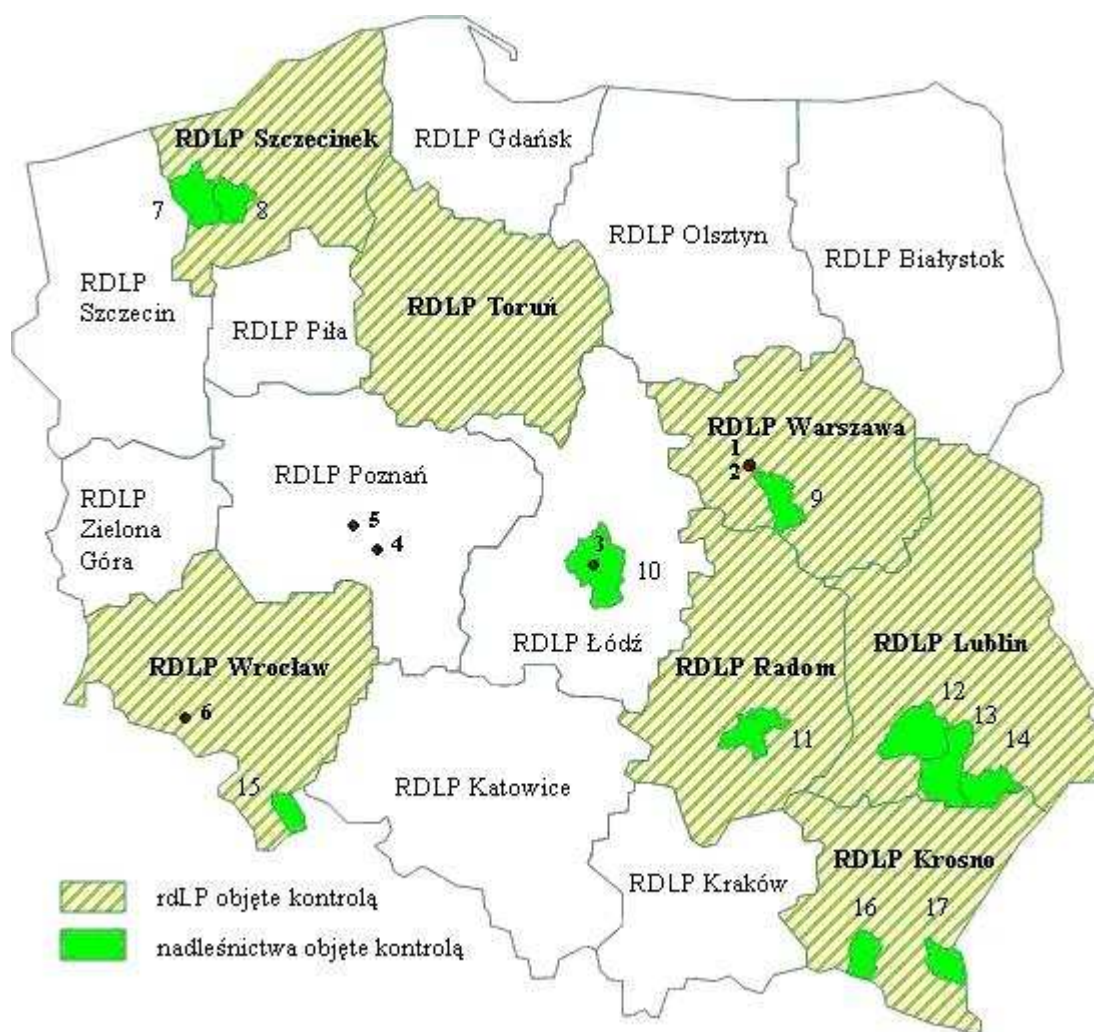 RDLP Szczecinek
RDLP Gdańsk
7
8
RDLP Olsztyn
RDLP Białystok
RDLP
Szczecin
RDLP Toruń
RDLP Piła
RDLP Warszawa
1
2
9
RDLP Poznań
RDLP
Zielona
Góra
5
4
3
10
RDLP Łódź
RDLP Lublin
RDLP Wrocław
RDLP Radom
6
11
12
13
14
15
RDLP Katowice
RDLP Krosno
RDLP Kraków
16
17
rdLP objęte kontrolą
nadleśnictwa objęte kontrolą